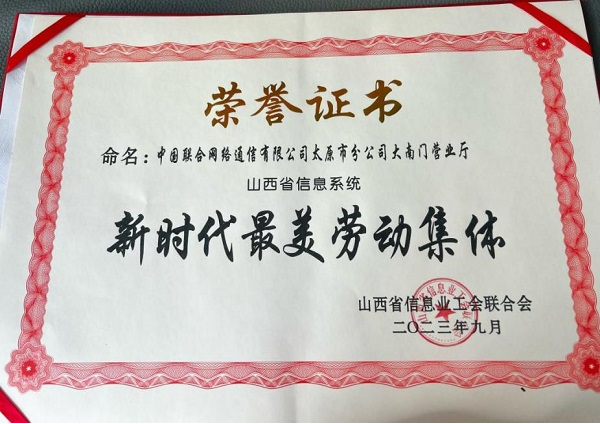 荣誉证书
命名：中国联合网络通信有限公司太原市分公司大南门营业厅
山西省信息系统
新时代最美劳动集体
山西省信息业工会联合会
二〇二三年九月